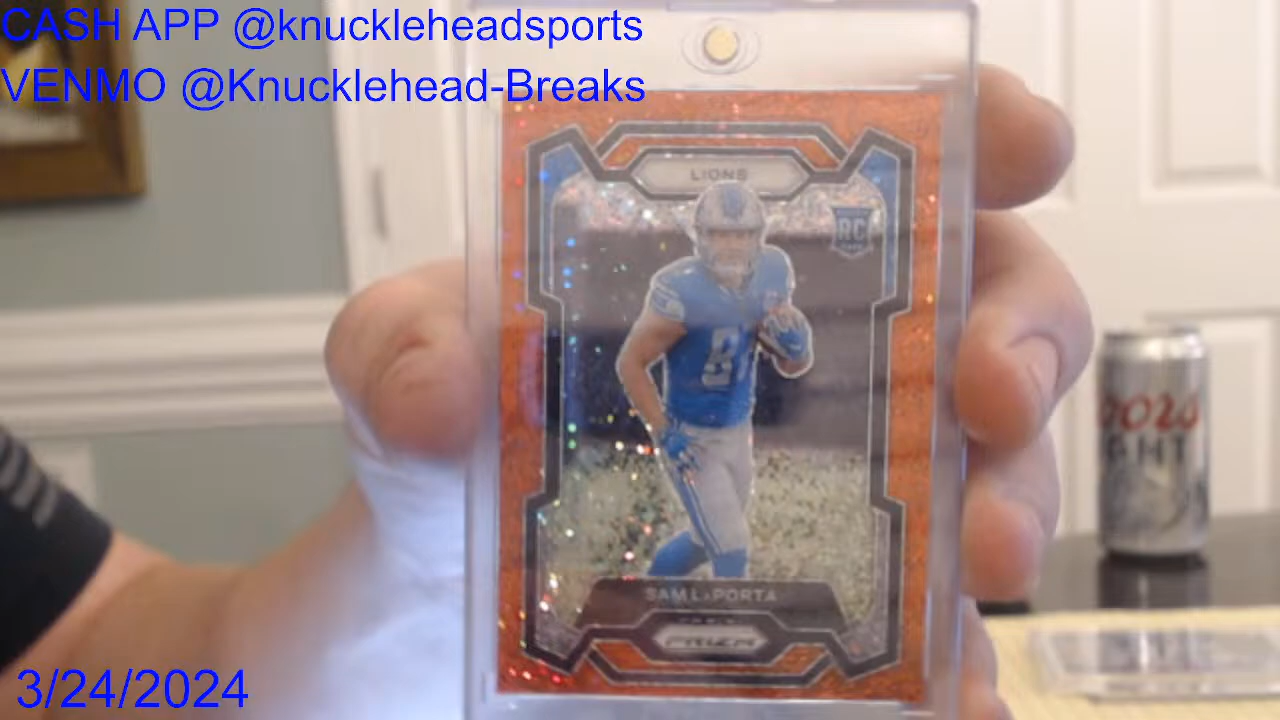 CASH APP @knuckleheadsports
VENMO @Knucklehead-Breaks
LIONS
RC
SAM LAPORTA
PRIZM
3/24/2024